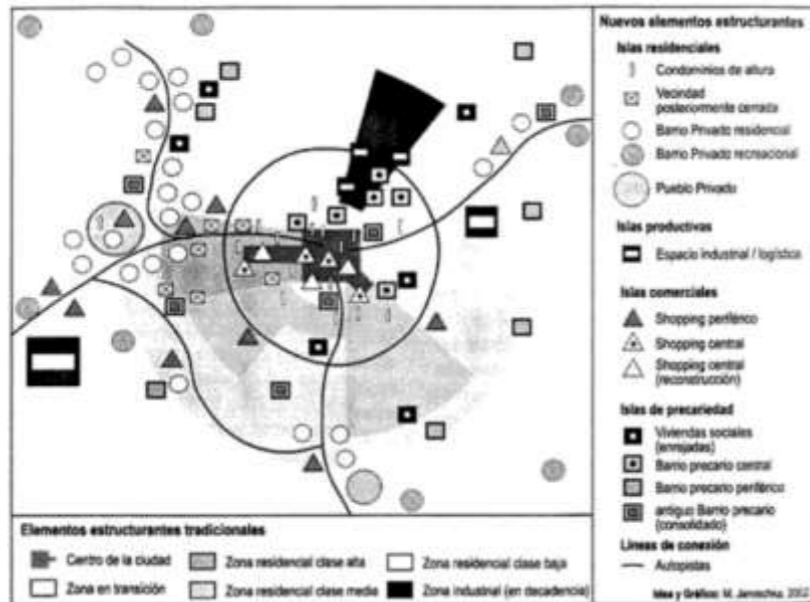 Nuevos elementos estructurantes
Islas residenciales
Condominios de altura
Vecindad
posteriormente cerrada
Barrio Privado residencial
Barrio Privado recreacional
Pueblo Privado
Islas productivas
Espacio industrial / logística
Islas comerciales
Shopping periférico
Shopping central
Shopping central
(reconstrucción)
Islas de precariedad
Viviendas sociales
(enrejadas)
Barrio precario central
Barrio precario periférico
antiguo Barrio precario
(consolidado)
Líneas de conexión
Autopistas
Idea y Gráfico: M. Janoschka, 2002
Elementos estructurantes tradicionales
Centro de la ciudad
Zona residencial clase alta
Zona residencial clase baja
Zona en transición
Zona residencial clase media
Zona industrial (en decadencia)